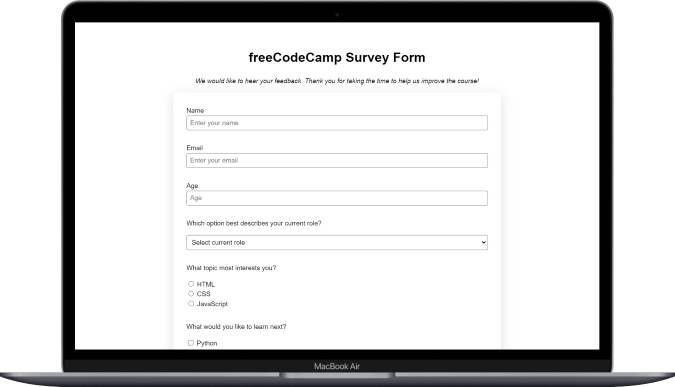 freeCodeCamp Survey Form
We would like to hear your feedback. Thank you for taking the time to help us improve the course!
Name
Enter your name
Email
Enter your email
Age
Age
Which option best describes your current role?
Select current role
What topic most interests you?
HTML
CSS
JavaScript
What would you like to learn next?
Python
MacBook Air